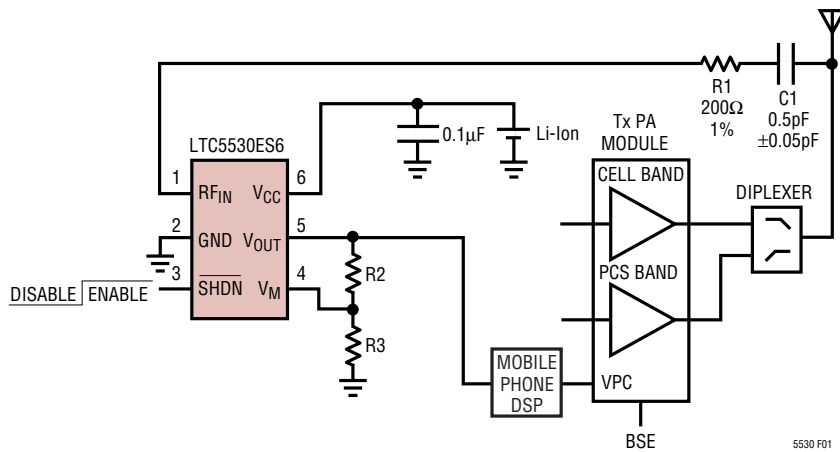 R1
200Ω
1%
C1
0.5pF
±0.05pF
0.1μF
Li-Ion
Tx PA
MODULE
LTC5530ES6
CELL BAND
DIPLEXER
1
RFIN
VCC
6
2
GND
VOUT
5
PCS BAND
3
SHDN
VM
4
R2
DISABLE ENABLE
R3
MOBILE
PHONE
DSP
VPC
BSE
5530 F01